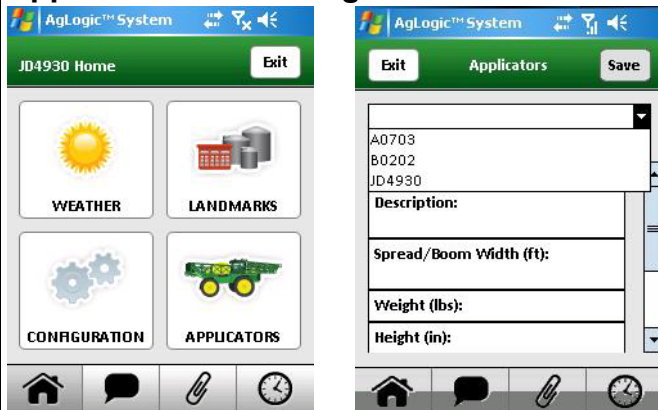 AgLogic™ System
JD4930 Home
Exit
WEATHER
LANDMARKS
CONFIGURATION
APPLICATORS
AgLogic™ System
Exit
Applicators
Save
A0703
B0202
JD4930
Description:
Spread/Boom Width (ft):
Weight (lbs):
Height (in):